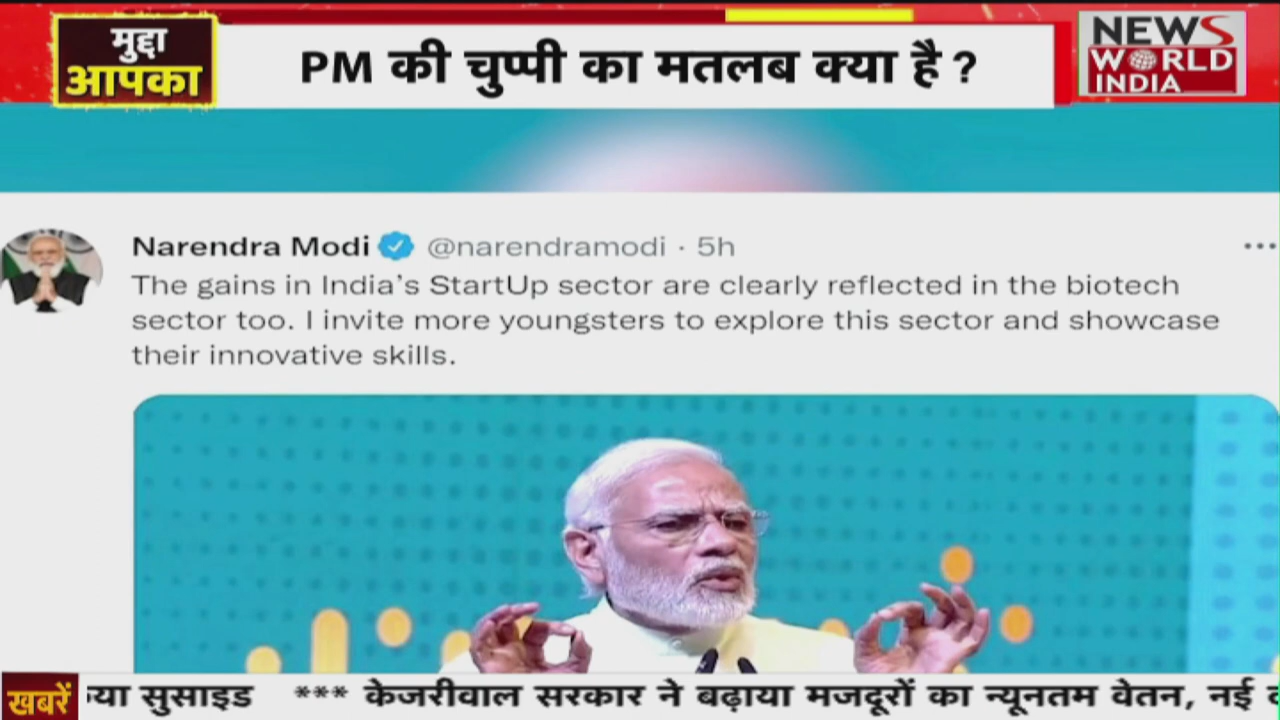 मुद्दा
आपका
PM की चुप्पी का मतलब क्या है ?
NEWS
WORLD
INDIA
Narendra Modi @narendramodi · 5h
The gains in India's StartUp sector are clearly reflected in the biotech
sector too. I invite more youngsters to explore this sector and showcase
their innovative skills.
खबरें
सुसाइड *** केजरीवाल सरकार ने बढ़ाया मजदूरों का न्यूनतम वेतन, नई